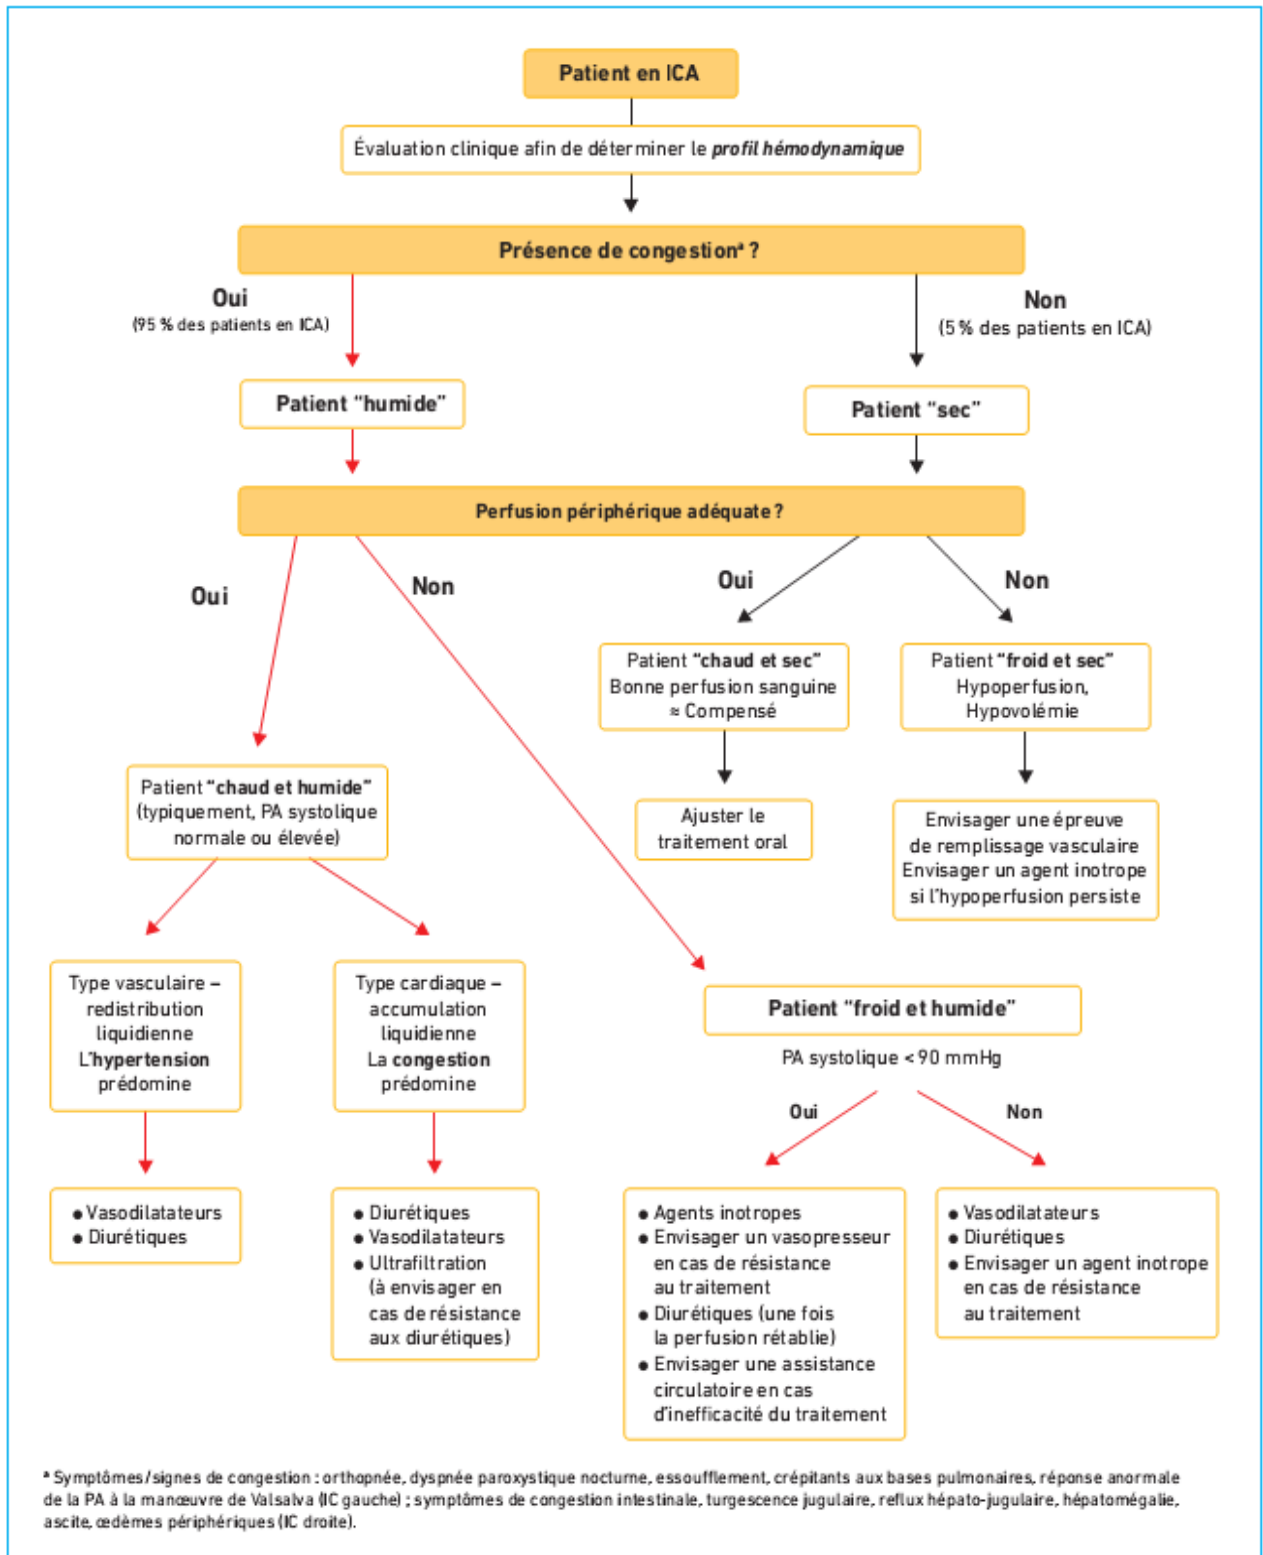 Patient en ICA
Évaluation clinique afin de déterminer le profil hémodynamique
Présence de congestionª ?
Oui
(95 % des patients en ICA)
Non
(5 % des patients en ICA)
Patient “humide”
Patient “sec”
Perfusion périphérique adéquate ?
Oui
Non
Oui
Non
Patient “chaud et sec”
Bonne perfusion sanguine
≈ Compensé
Patient “froid et sec”
Hypoperfusion,
Hypovolémie
Ajuster le
traitement oral
Envisager une épreuve
de remplissage vasculaire
Envisager un agent inotrope
si l’hypoperfusion persiste
Patient “chaud et humide”
(typiquement, PA systolique
normale ou élevée)
Type vasculaire –
redistribution
liquidienne
L’hypertension
prédomine
Type cardiaque –
accumulation
liquidienne
La congestion
prédomine
Patient “froid et humide”
PA systolique < 90 mmHg
Oui
Non
● Vasodilatateurs
● Diurétiques
● Diurétiques
● Vasodilatateurs
● Ultrafiltration
(à envisager en
cas de résistance
aux diurétiques)
● Agents inotropes
● Envisager un vasopresseur
en cas de résistance
au traitement
● Diurétiques (une fois
la perfusion rétablie)
● Envisager une assistance
circulatoire en cas
d’inefficacité du traitement
● Vasodilatateurs
● Diurétiques
● Envisager un agent inotrope
en cas de résistance
au traitement
ª Symptômes/signes de congestion : orthopnée, dyspnée paroxystique nocturne, essoufflement, crépitants aux bases pulmonaires, réponse anormale
de la PA à la manœuvre de Valsalva (IC gauche) ; symptômes de congestion intestinale, turgescence jugulaire, reflux hépato-jugulaire, hépatomégalie,
ascite, œdèmes périphériques (IC droite).